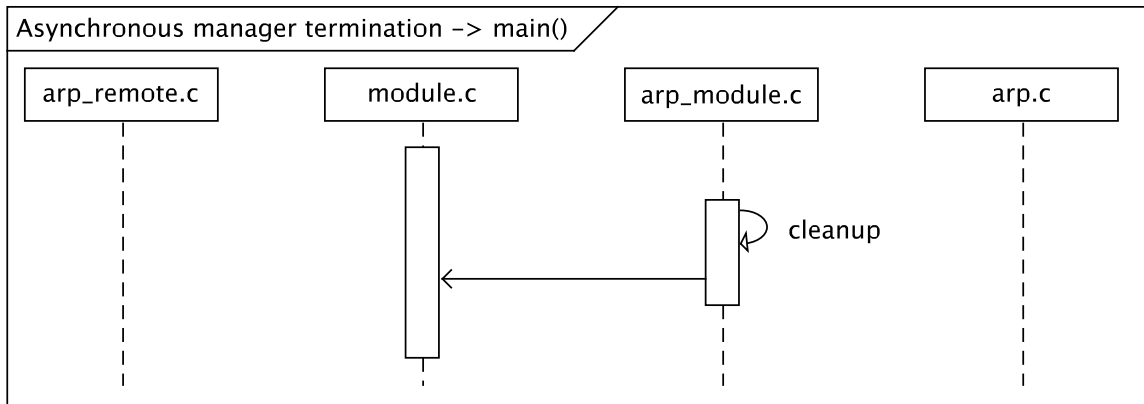 Asynchronous manager termination -> main()
arp_remote.c
module.c
arp_module.c
arp.c
cleanup